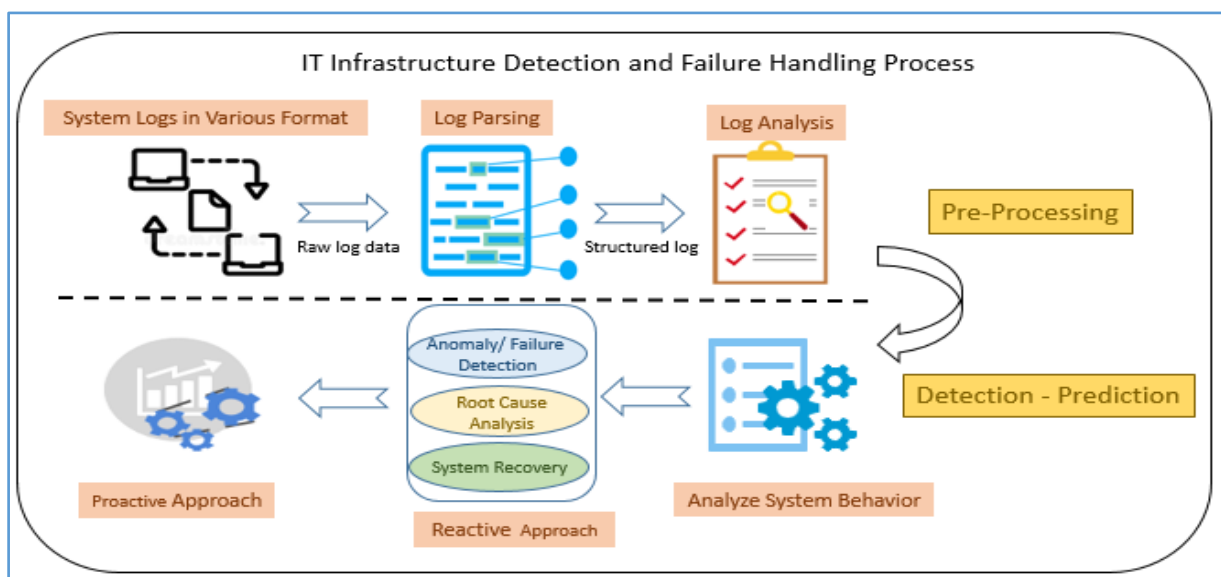 IT Infrastructure Detection and Failure Handling Process
System Logs in Various Format
Log Parsing
Log Analysis
Raw log data
Structured log
Pre-Processing
Detection - Prediction
Anomaly/ Failure
Detection
Root Cause
Analysis
System Recovery
Proactive Approach
Reactive Approach
Analyze System Behavior